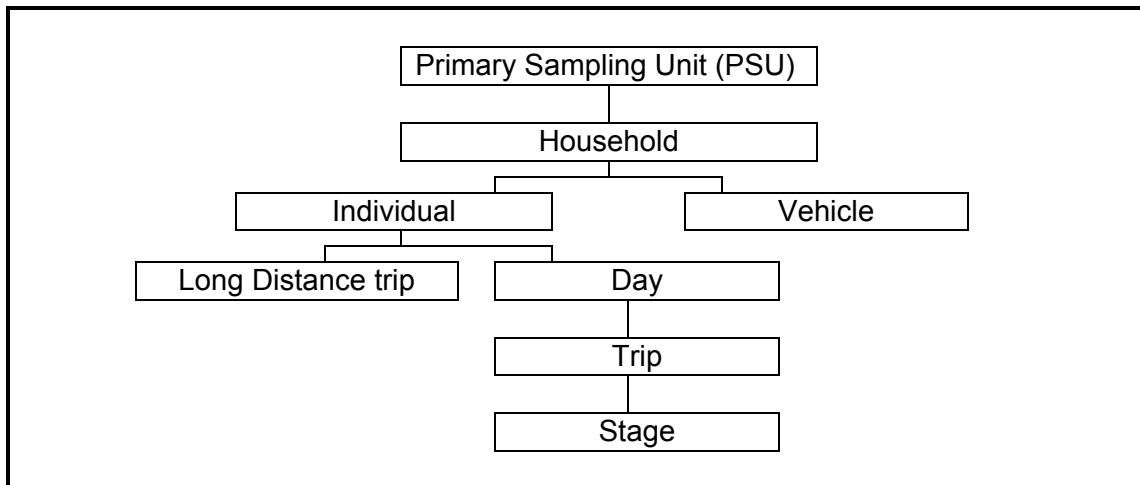 Primary Sampling Unit (PSU)
Household
Individual
Vehicle
Long Distance trip
Day
Trip
Stage